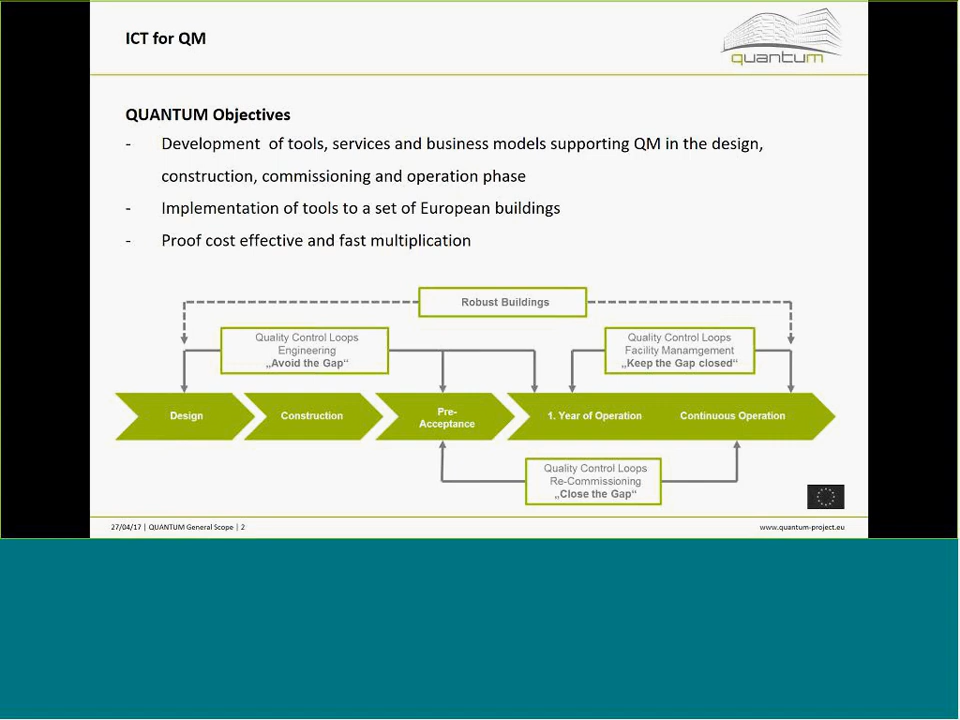 ICT for QM
quantum
QUANTUM Objectives
- Development of tools, services and business models supporting QM in the design,
construction, commissioning and operation phase
- Implementation of tools to a set of European buildings
- Proof cost effective and fast multiplication
Robust Buildings
Quality Control Loops
Engineering
„Avoid the Gap“
Quality Control Loops
Facility Manamgement
„Keep the Gap closed“
Design
Construction
Pre-
Acceptance
1. Year of Operation
Continuous Operation
Quality Control Loops
Re-Commissioning
„Close the Gap“
27/04/17 | QUANTUM General Scope | 2
www.quantum-project.eu